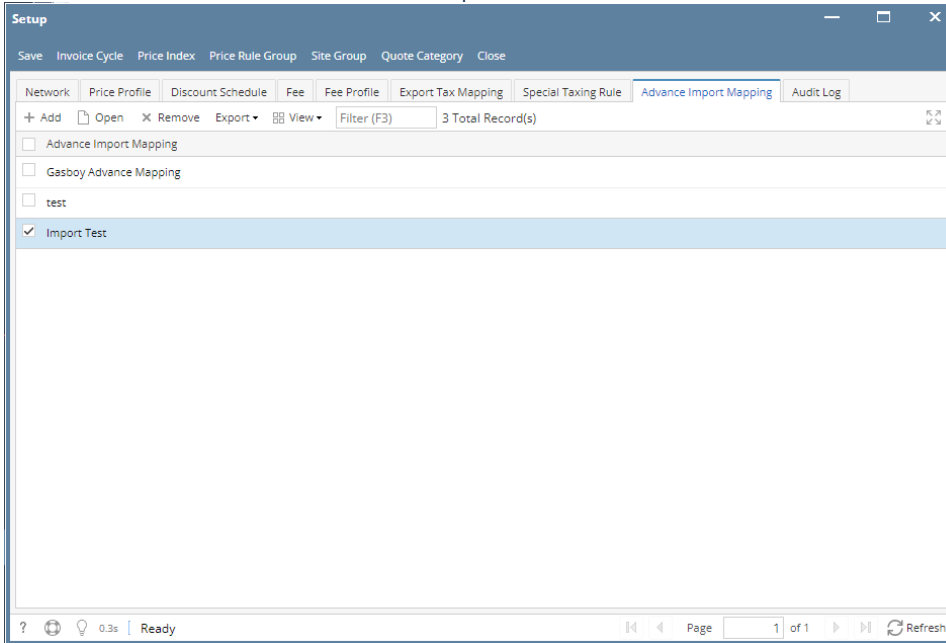 Setup
Save Invoice Cycle Price Index Price Rule Group Site Group Quote Category Close
Network Price Profile Discount Schedule Fee Fee Profile Export Tax Mapping Special Taxing Rule Advance Import Mapping Audit Log
+ Add Open Remove Export View Filter (F3) 3 Total Record(s)
Advance Import Mapping
Gasboy Advance Mapping
test
Import Test
? 0.3s Ready Page 1 of 1 Refresh